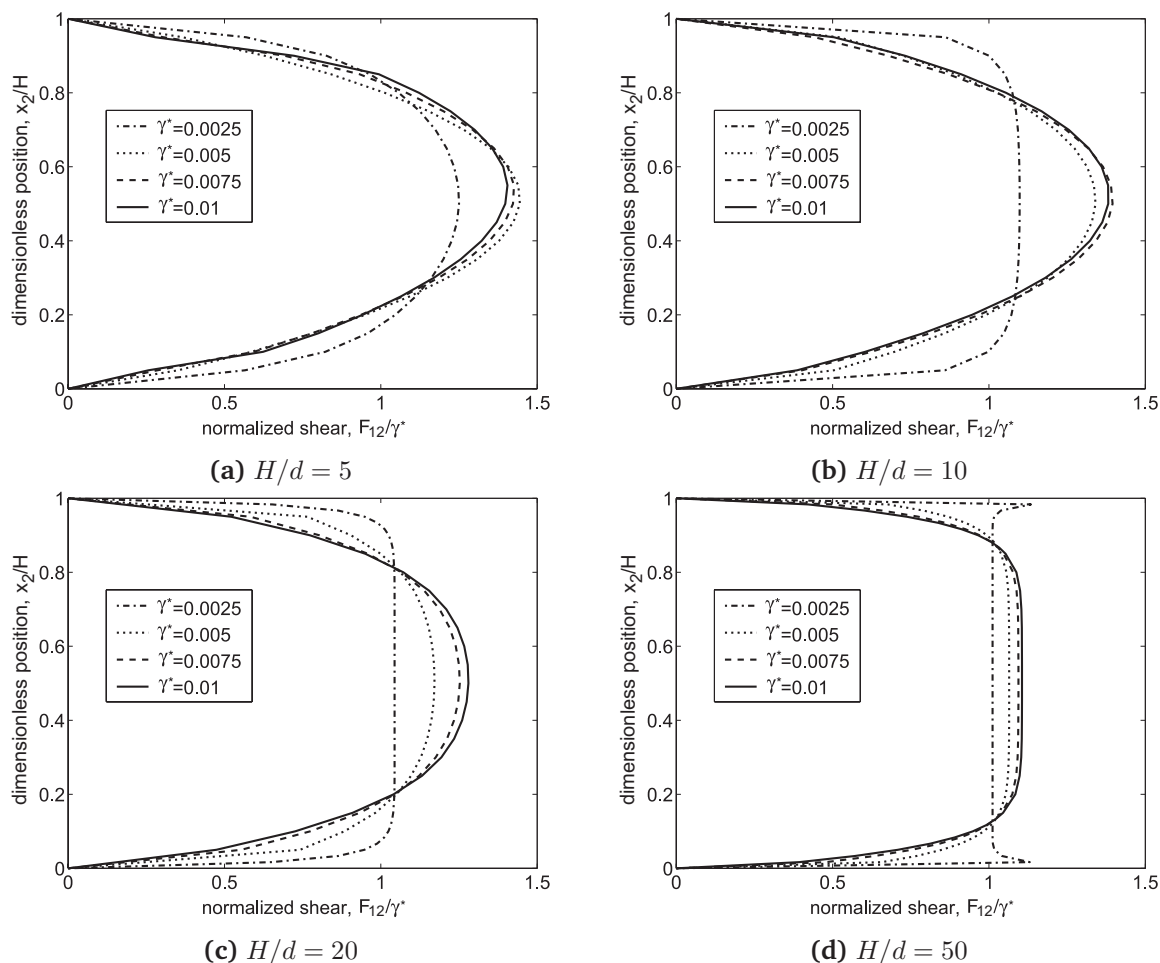 1
0.8
0.6
0.4
0.2
0
dimensionless position, x₂/H
γ*=0.0025
γ*=0.005
γ*=0.0075
γ*=0.01
0 0.5 1 1.5
normalized shear, F₁₂/γ*
(a) H/d = 5
1
0.8
0.6
0.4
0.2
0
dimensionless position, x₂/H
γ*=0.0025
γ*=0.005
γ*=0.0075
γ*=0.01
0 0.5 1 1.5
normalized shear, F₁₂/γ*
(b) H/d = 10
1
0.8
0.6
0.4
0.2
0
dimensionless position, x₂/H
γ*=0.0025
γ*=0.005
γ*=0.0075
γ*=0.01
0 0.5 1 1.5
normalized shear, F₁₂/γ*
(c) H/d = 20
1
0.8
0.6
0.4
0.2
0
dimensionless position, x₂/H
γ*=0.0025
γ*=0.005
γ*=0.0075
γ*=0.01
0 0.5 1 1.5
normalized shear, F₁₂/γ*
(d) H/d = 50